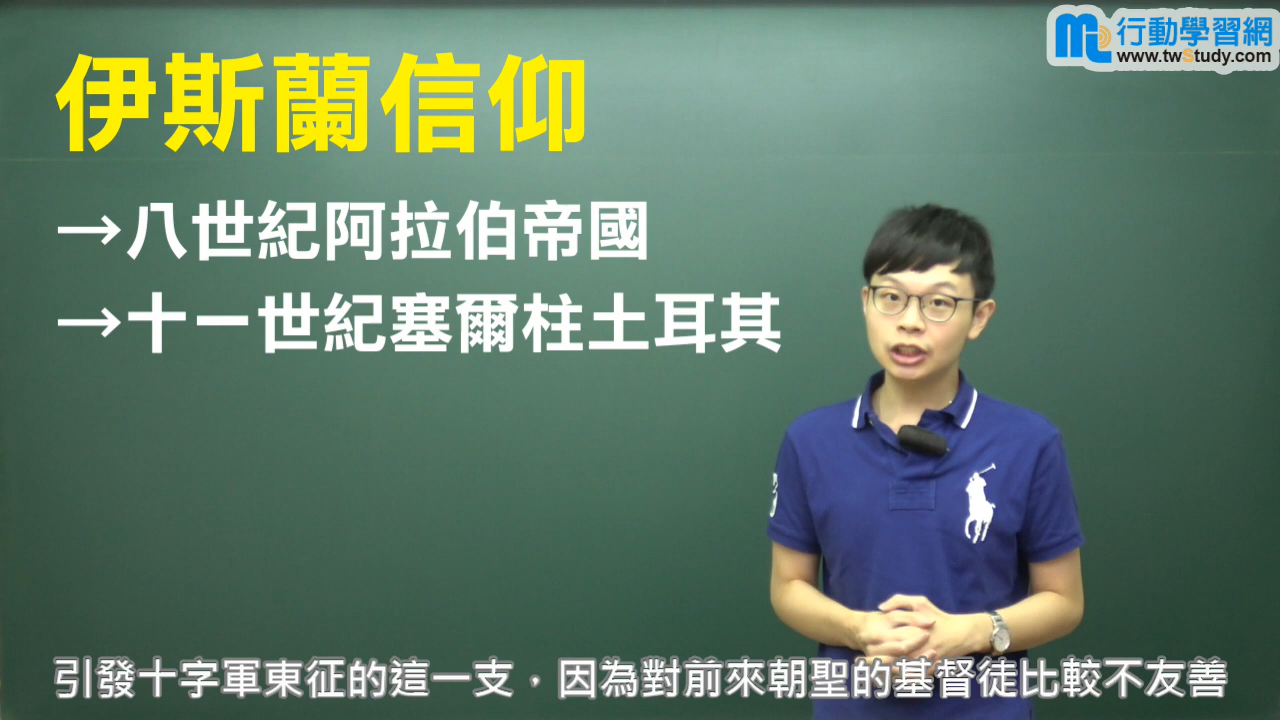 行動學習網
www.twStudy.com
伊斯蘭信仰
→八世紀阿拉伯帝國
→十一世紀塞爾柱土耳其
引發十字軍東征的這一支，因為對前來朝聖的基督徒比較不友善